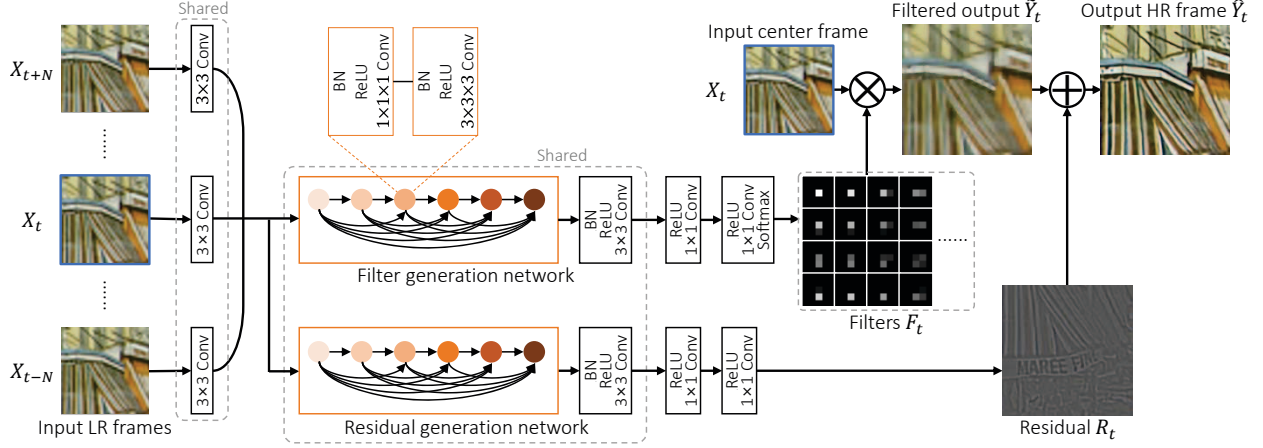 Shared
X_{t+N}
3×3 Conv
......
X_t
3×3 Conv
......
X_{t−N}
3×3 Conv
Input LR frames
BN
ReLU
1×1×1 Conv
BN
ReLU
3×3×3 Conv
Shared
Filter generation network
BN
ReLU
3×3 Conv
ReLU
1×1 Conv
ReLU
1×1 Conv
Softmax
Residual generation network
BN
ReLU
3×3 Conv
ReLU
1×1 Conv
ReLU
1×1 Conv
Input center frame
X_t
Filtered output Ỹ_t
Output HR frame Ŷ_t
......
Filters F_t
MAREE FINE
Residual R_t